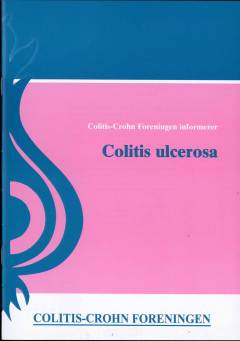 Colitis-Crohn Foreningen informerer
Colitis ulcerosa
COLITIS-CROHN FORENINGEN